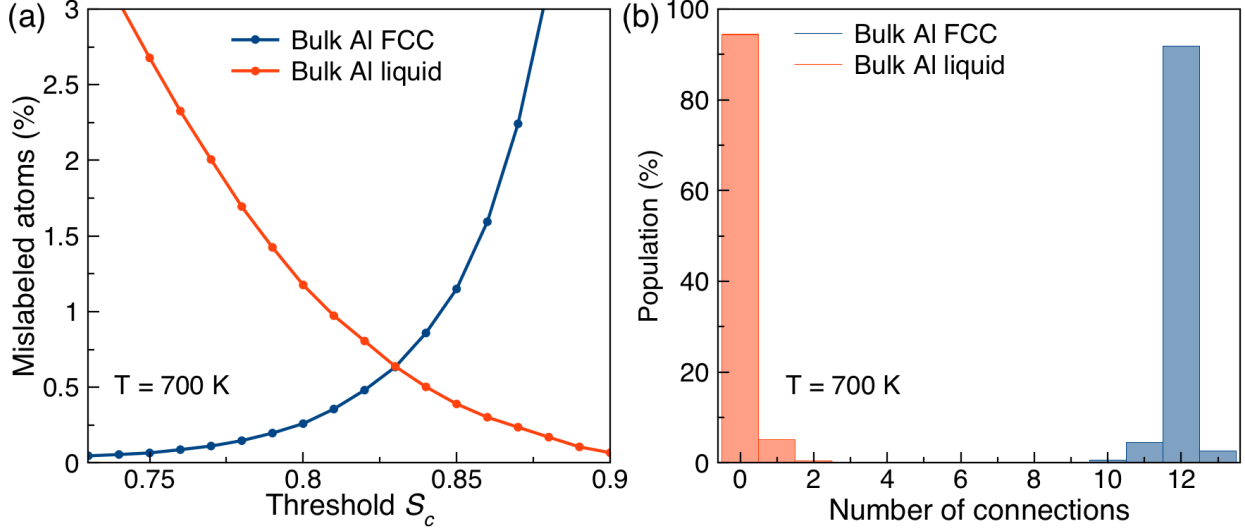 (a)
Mislabeled atoms (%)
3
2.5
2
1.5
1
0.5
0
Bulk Al FCC
Bulk Al liquid
T = 700 K
0.75 0.8 0.85 0.9
Threshold Sc
(b)
Population (%)
100
80
60
40
20
0
Bulk Al FCC
Bulk Al liquid
T = 700 K
0 2 4 6 8 10 12
Number of connections